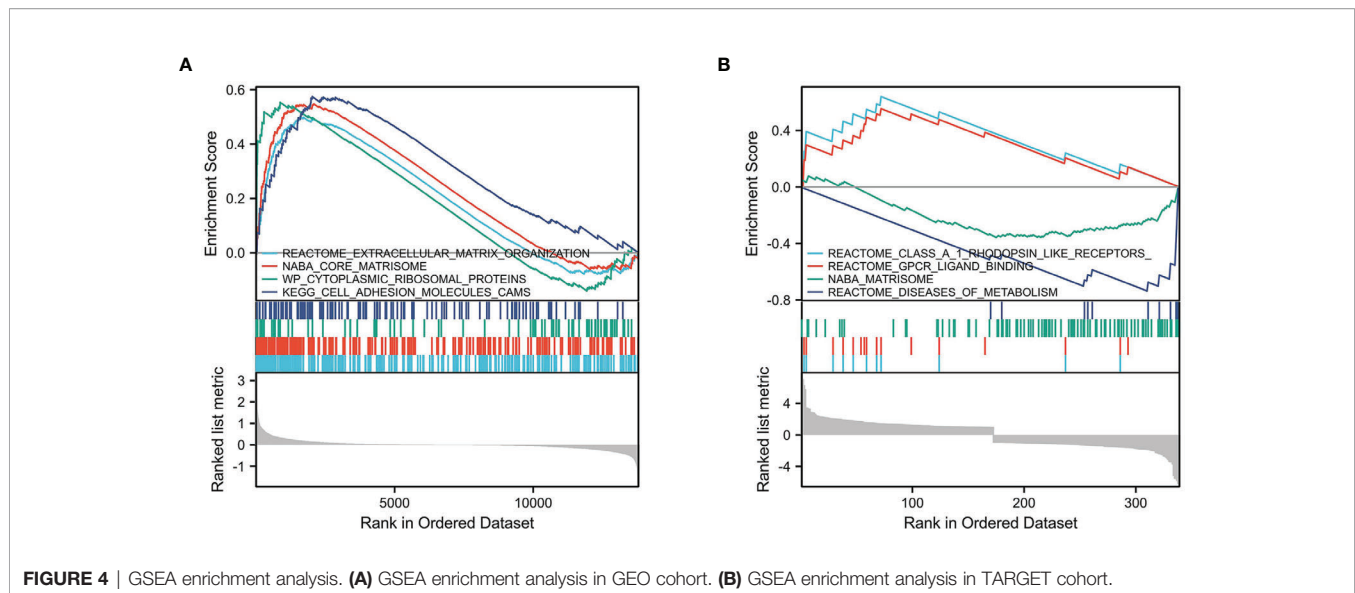 A
Enrichment Score
0.6
0.4
0.2
0.0
REACTOME_EXTRACELLULAR_MATRIX_ORGANIZATION
NABA_CORE_MATRISOME
WP_CYTOPLASMIC_RIBOSOMAL_PROTEINS
KEGG_CELL_ADHESION_MOLECULES_CAMS
Ranked list metric
3
2
1
0
-1
5000 10000
Rank in Ordered Dataset
B
Enrichment Score
0.4
0.0
-0.4
-0.8
REACTOME_CLASS_A_1_RHODOPSIN_LIKE_RECEPTORS_
REACTOME_GPCR_LIGAND_BINDING
NABA_MATRISOME
REACTOME_DISEASES_OF_METABOLISM
Ranked list metric
4
0
-4
100 200 300
Rank in Ordered Dataset
FIGURE 4 | GSEA enrichment analysis. (A) GSEA enrichment analysis in GEO cohort. (B) GSEA enrichment analysis in TARGET cohort.